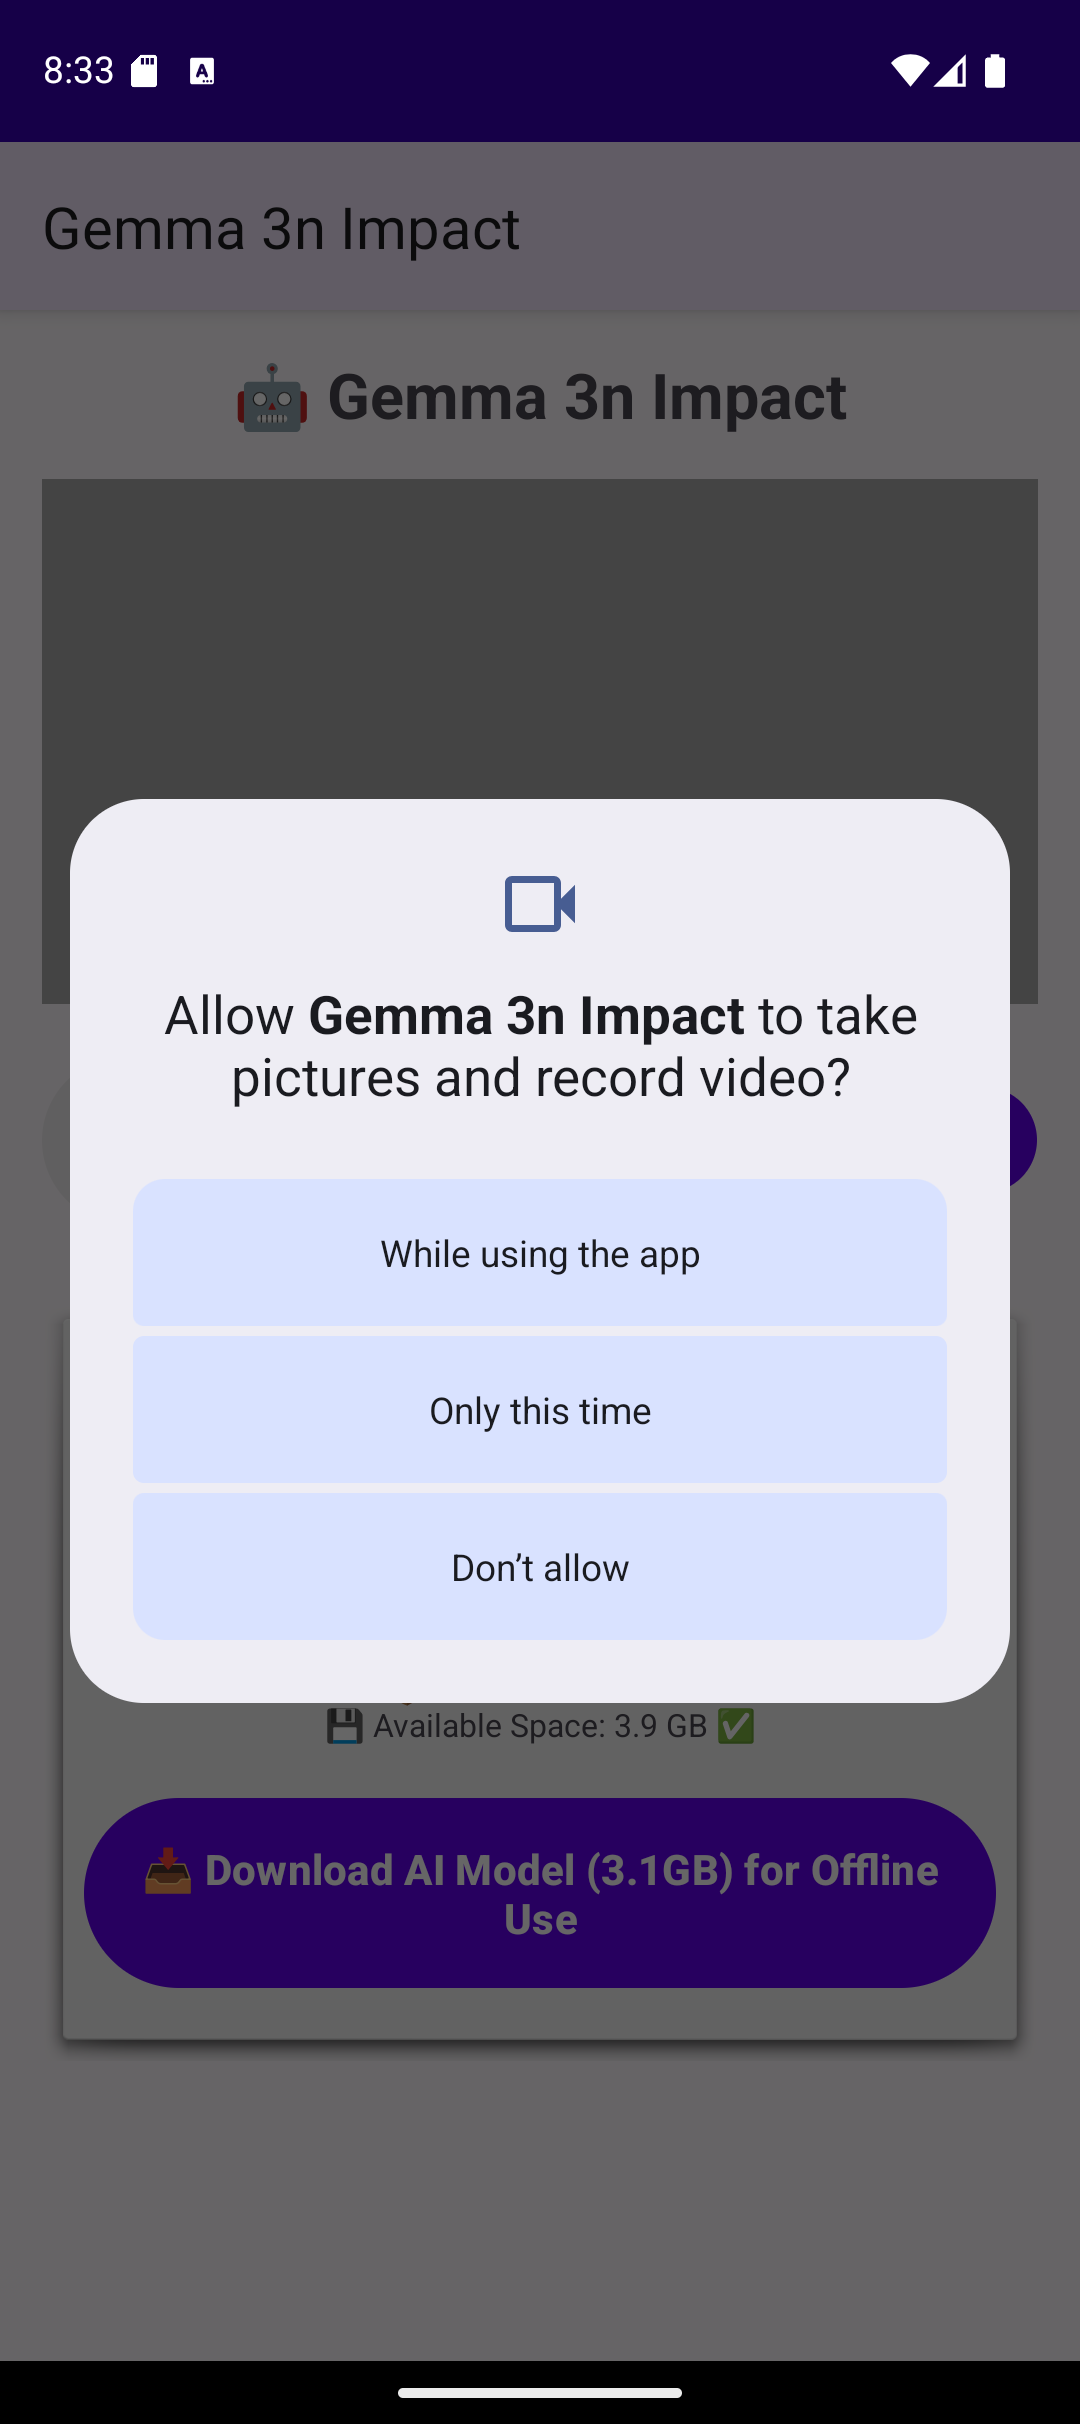 8:33
Gemma 3n Impact
🤖 Gemma 3n Impact
Allow Gemma 3n Impact to take
pictures and record video?
While using the app
Only this time
Don’t allow
💾 Available Space: 3.9 GB ✅
📥 Download AI Model (3.1GB) for Offline
Use